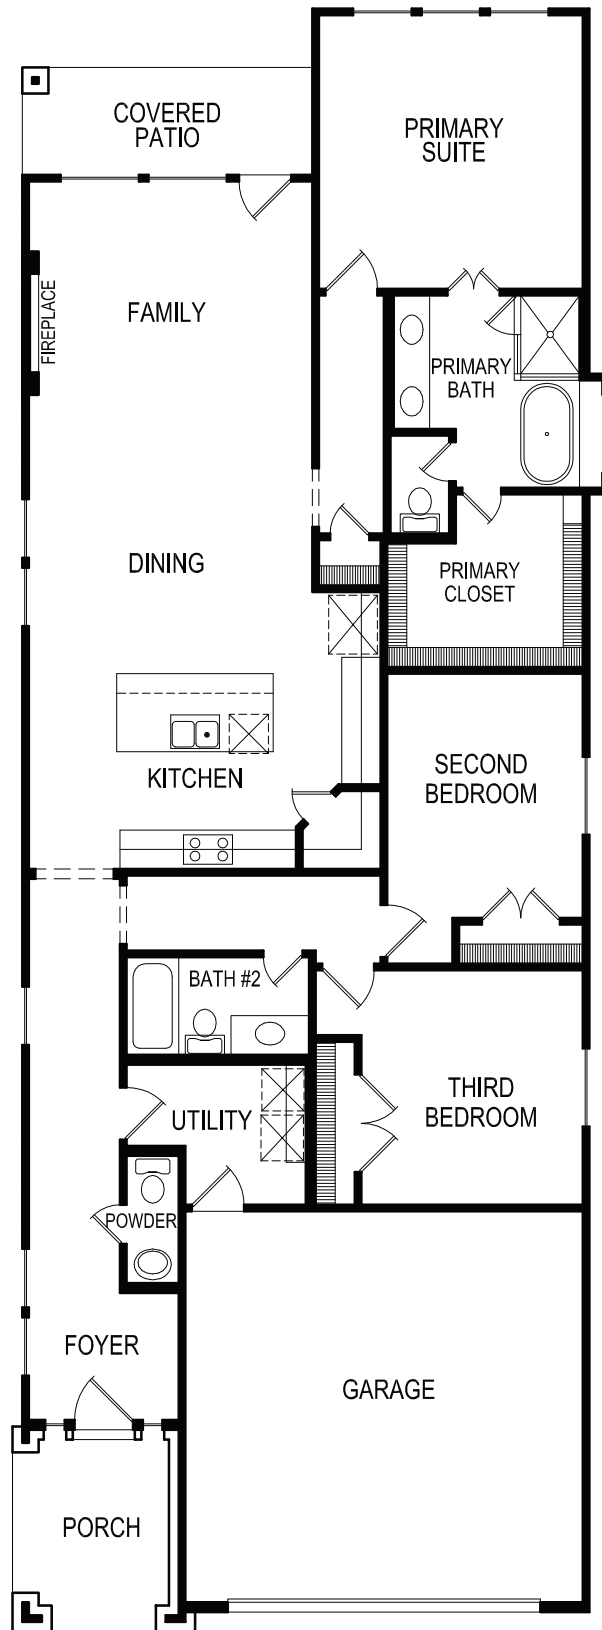 COVERED
PATIO
PRIMARY
SUITE
FAMILY
FIREPLACE
PRIMARY
BATH
DINING
PRIMARY
CLOSET
KITCHEN
SECOND
BEDROOM
BATH #2
UTILITY
THIRD
BEDROOM
POWDER
FOYER
GARAGE
PORCH